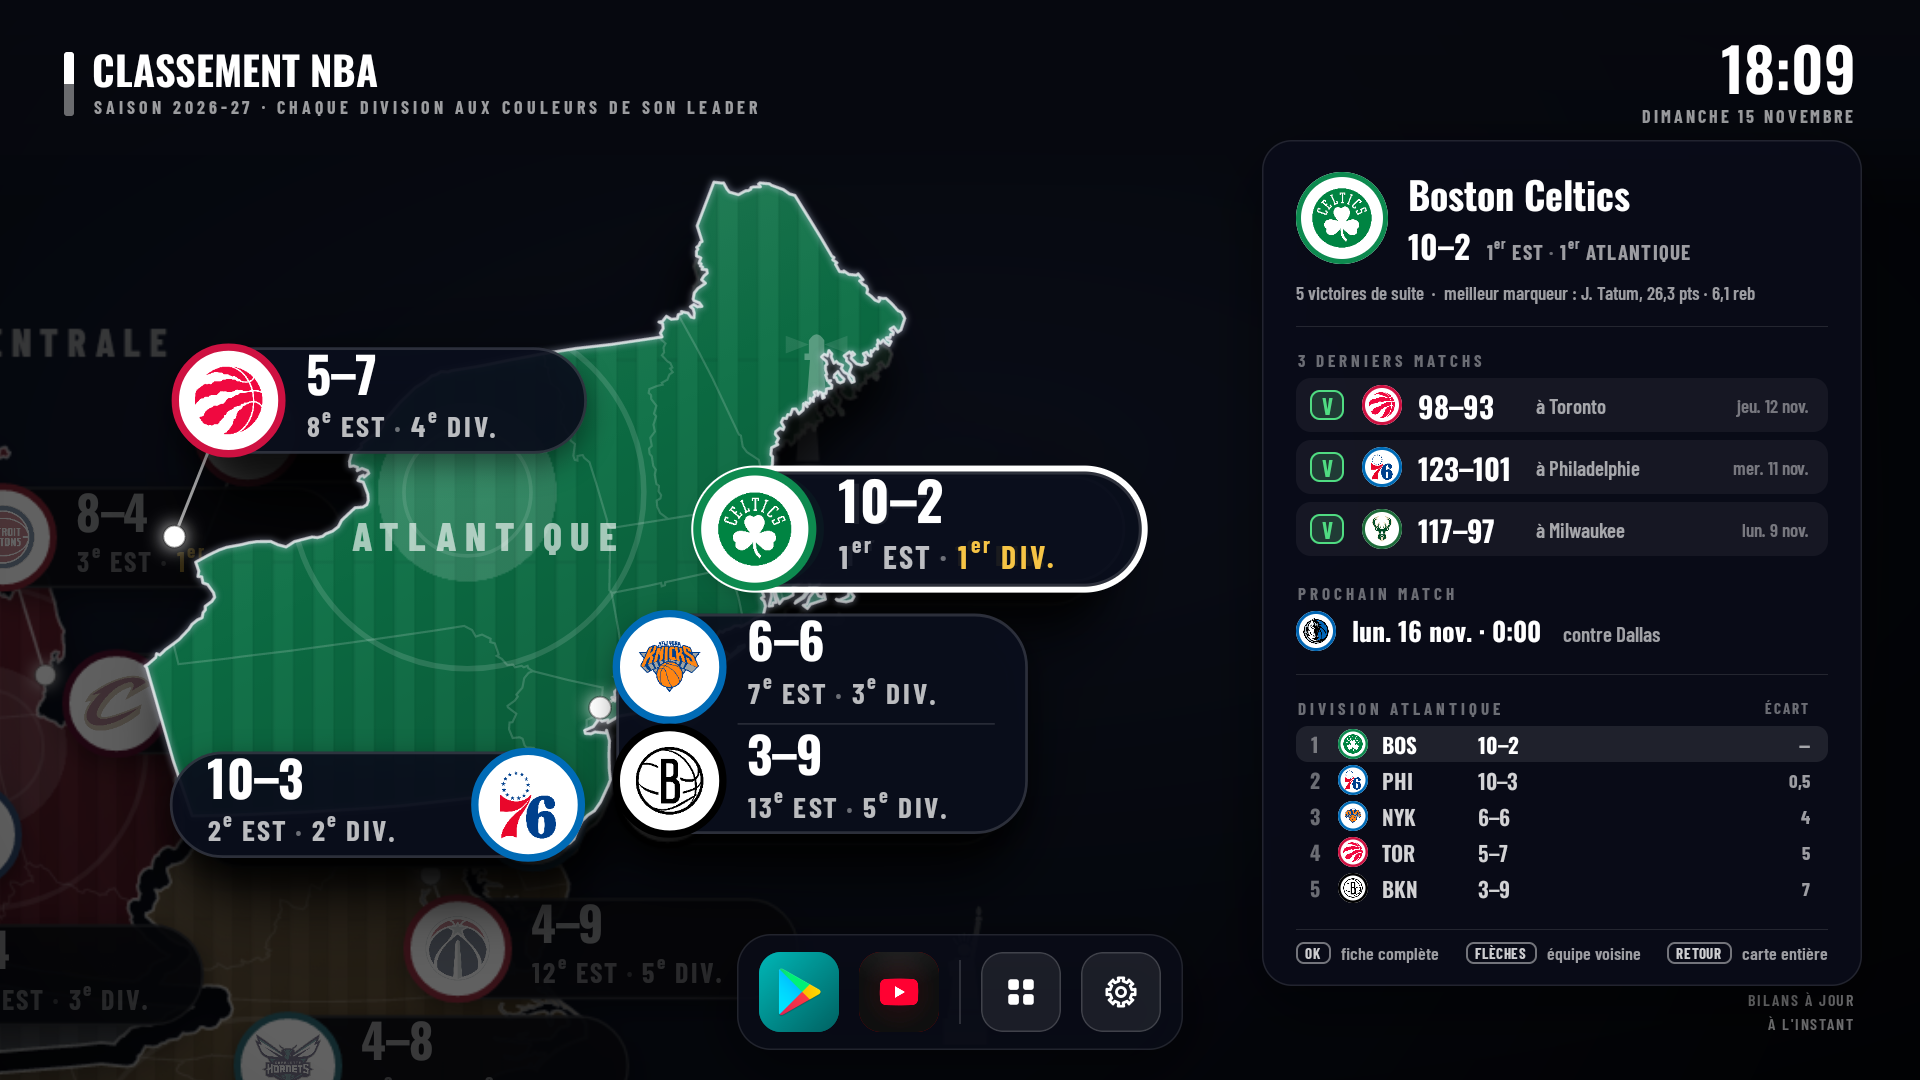 CLASSEMENT NBA
SAISON 2026-27 · CHAQUE DIVISION AUX COULEURS DE SON LEADER
18:09
DIMANCHE 15 NOVEMBRE
ENTRALE
5–7
8e EST · 4e DIV.
8–4
3e EST · 1er
ATLANTIQUE
CELTICS
10–2
1er EST · 1er DIV.
KNICKS
6–6
7e EST · 3e DIV.
B
3–9
13e EST · 5e DIV.
10–3
2e EST · 2e DIV.
76
4–9
12e EST · 5e DIV.
EST · 3e DIV.
HORNETS
4–8
CELTICS
Boston Celtics
10–2 1er EST · 1er ATLANTIQUE
5 victoires de suite · meilleur marqueur : J. Tatum, 26,3 pts · 6,1 reb
3 DERNIERS MATCHS
V 98–93 à Toronto jeu. 12 nov.
V 76 123–101 à Philadelphie mer. 11 nov.
V 117–97 à Milwaukee lun. 9 nov.
PROCHAIN MATCH
lun. 16 nov. · 0:00 contre Dallas
DIVISION ATLANTIQUE ÉCART
1 BOS 10–2 –
2 PHI 10–3 0,5
3 NYK 6–6 4
4 TOR 5–7 5
5 BKN 3–9 7
OK fiche complète FLÈCHES équipe voisine RETOUR carte entière
BILANS À JOUR
À L'INSTANT